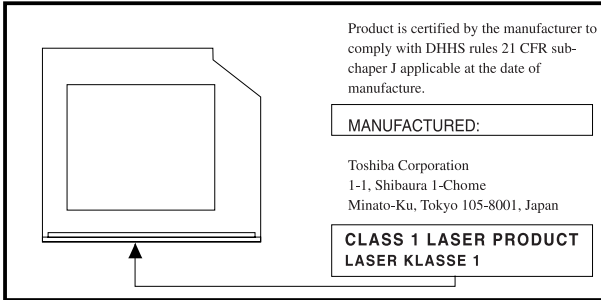 Product is certified by the manufacturer to
comply with DHHS rules 21 CFR sub-
chaper J applicable at the date of
manufacture.
MANUFACTURED:
Toshiba Corporation
1-1, Shibaura 1-Chome
Minato-Ku, Tokyo 105-8001, Japan
CLASS 1 LASER PRODUCT
LASER KLASSE 1